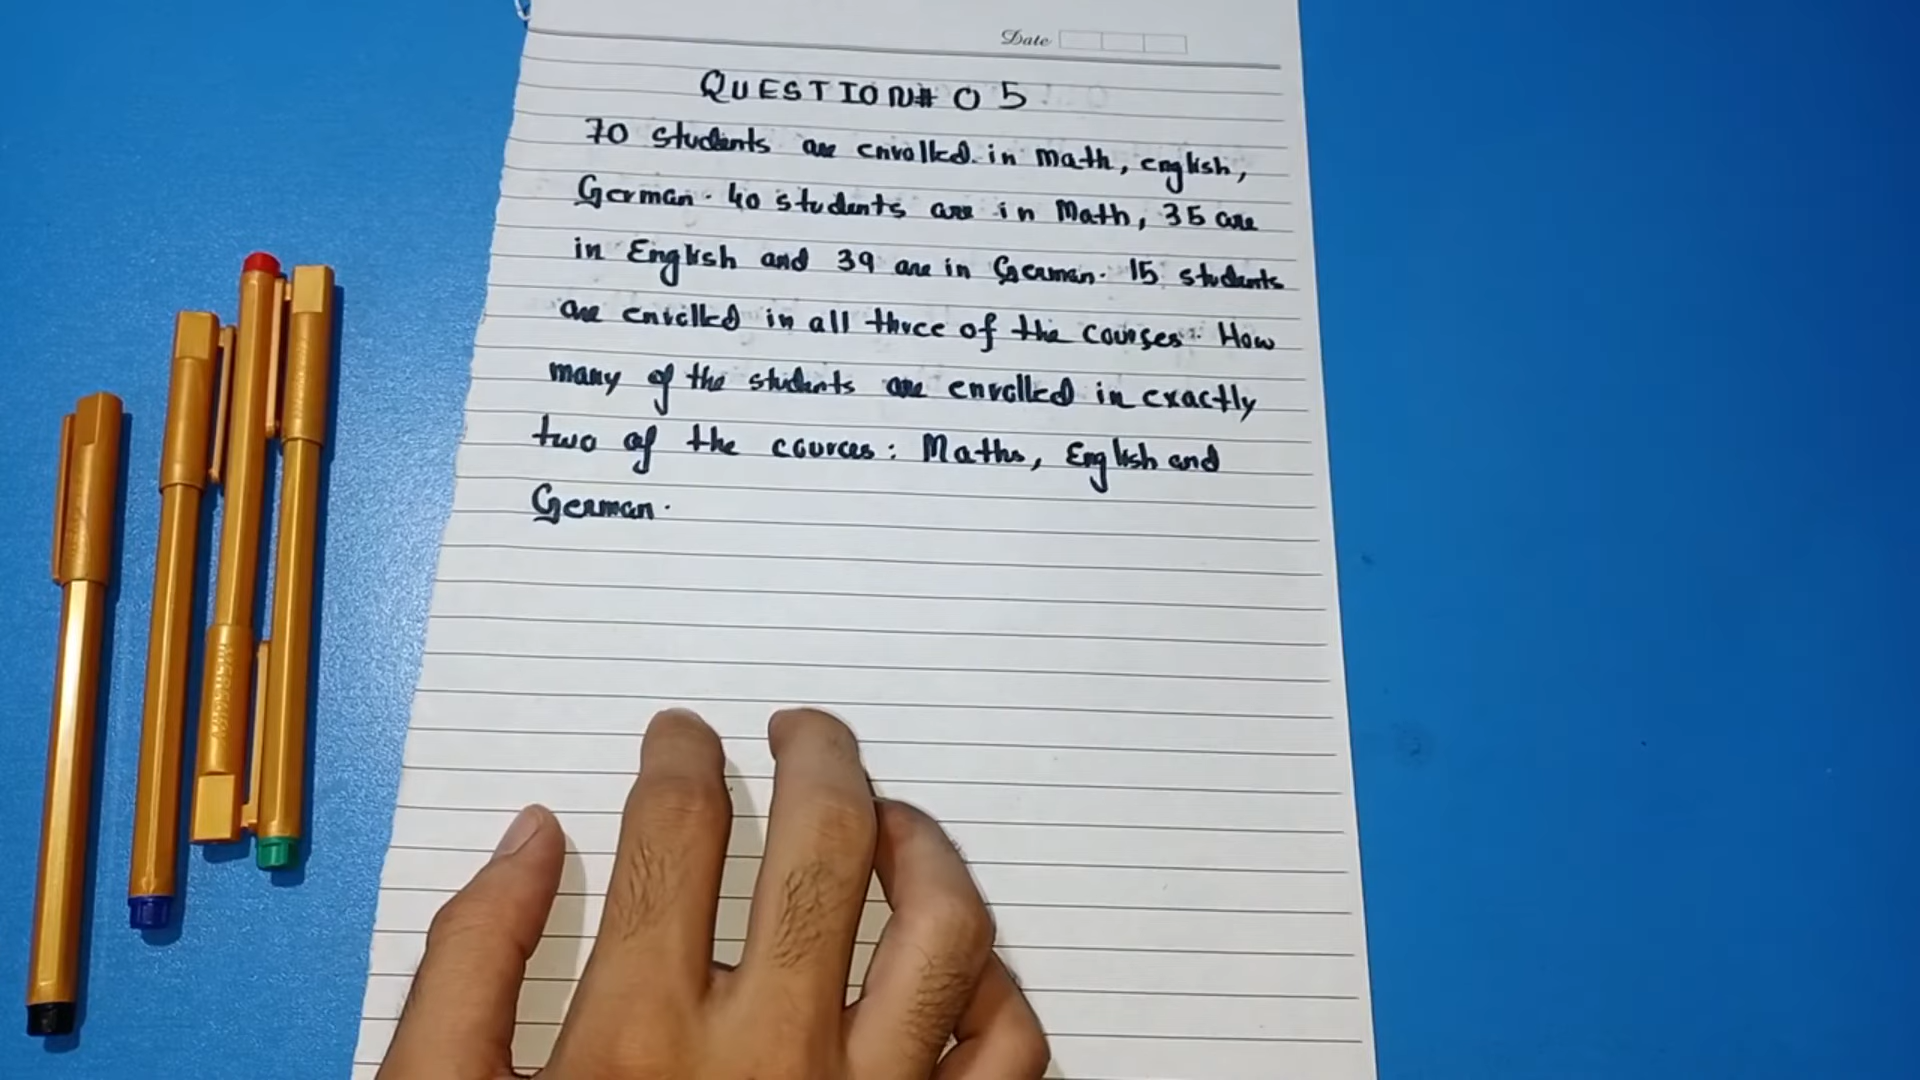 Date
QUESTION# 05
70 students are enrolled in math, english,
German. 40 students are in Math, 35 are
in English and 39 are in German. 15 students
are enrolled in all three of the courses. How
many of the students are enrolled in exactly
two of the cources: Maths, English and
German.